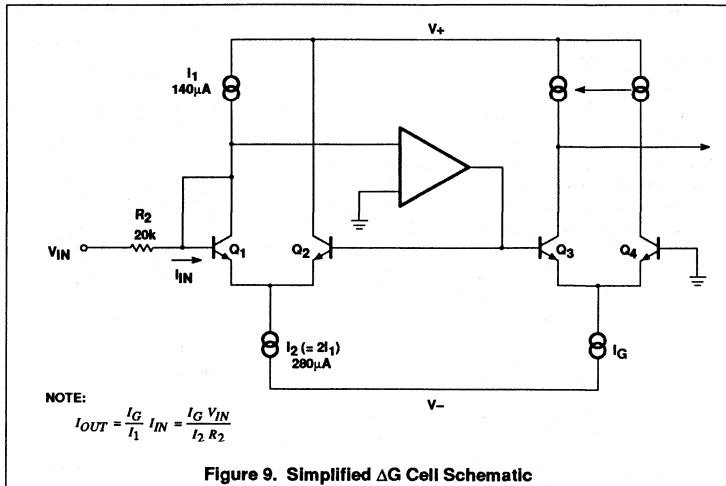 V+
I1
140μA
R2
20k
VIN
IIN
Q1
Q2
Q3
Q4
I2 (= 2I1)
280μA
IG
V−
NOTE:
IOUT = IG/I1 IIN = IG VIN/I2 R2
Figure 9. Simplified ΔG Cell Schematic